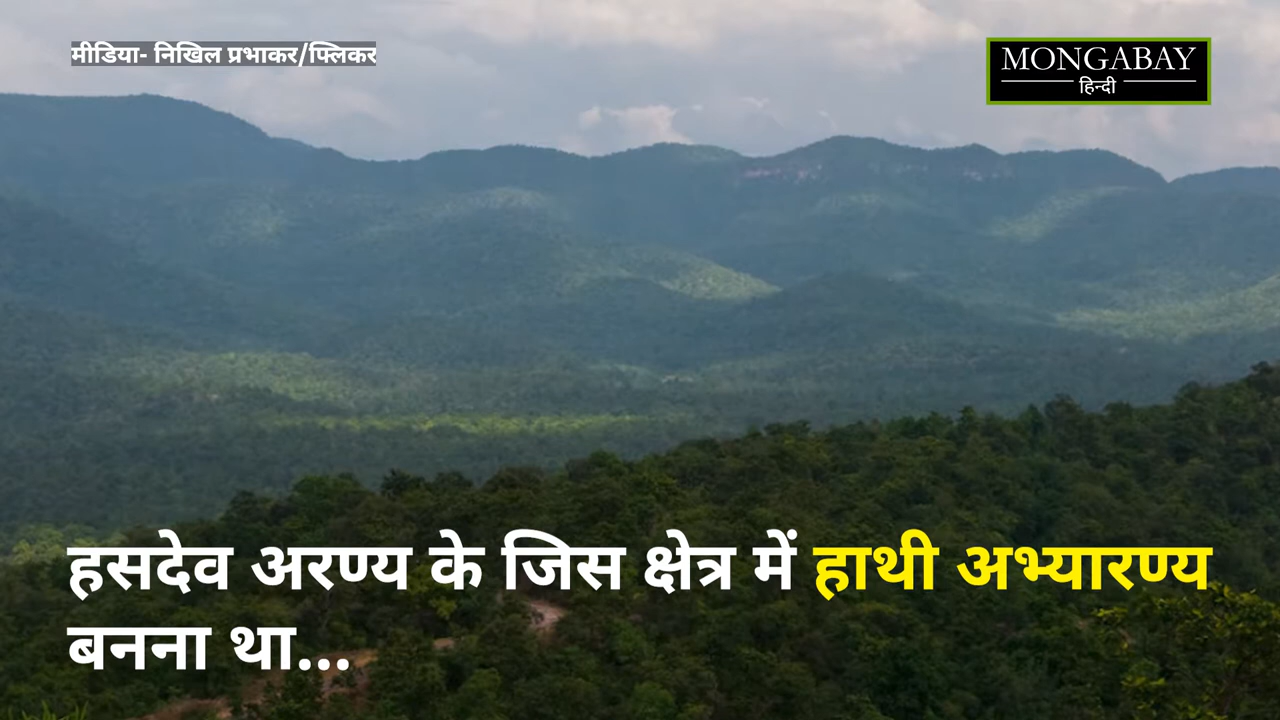 मीडिया- निखिल प्रभाकर/फ्लिकर
MONGABAY
हिन्दी
हसदेव अरण्य के जिस क्षेत्र में हाथी अभ्यारण्य
बनना था...